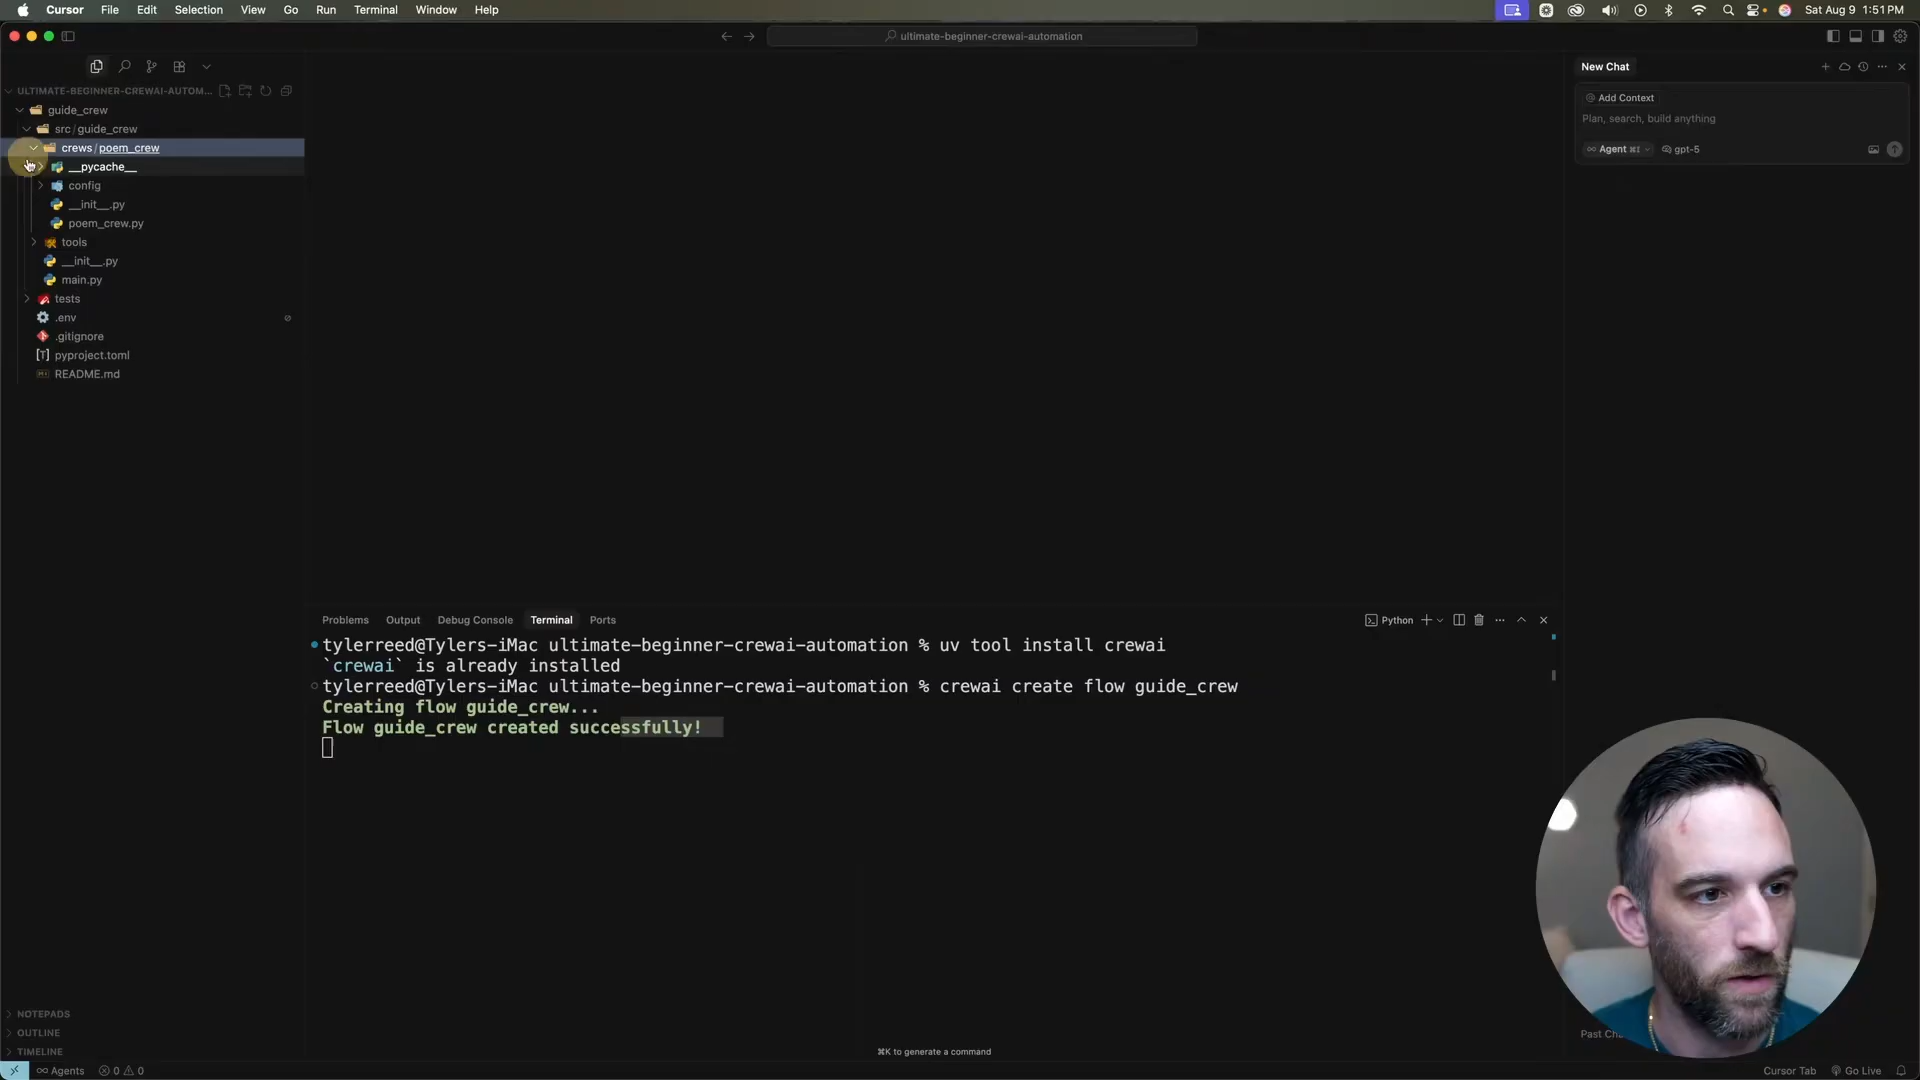 Cursor File Edit Selection View Go Run Terminal Window Help Sat Aug 9 1:51 PM
ultimate-beginner-crewai-automation
New Chat
ULTIMATE-BEGINNER-CREWAI-AUTOM...
Add Context
Plan, search, build anything
Agent ⌘I gpt-5
guide_crew
src/guide_crew
crews/poem_crew
__pycache__
config
__init__.py
poem_crew.py
tools
__init__.py
main.py
tests
.env
.gitignore
pyproject.toml
README.md
Problems Output Debug Console Terminal Ports Python
tylerreed@Tylers-iMac ultimate-beginner-crewai-automation % uv tool install crewai
`crewai` is already installed
tylerreed@Tylers-iMac ultimate-beginner-crewai-automation % crewai create flow guide_crew
Creating flow guide_crew...
Flow guide_crew created successfully!
NOTEPADS
OUTLINE
TIMELINE
Past
⌘K to generate a command
Agents 0 0 Cursor Tab Go Live